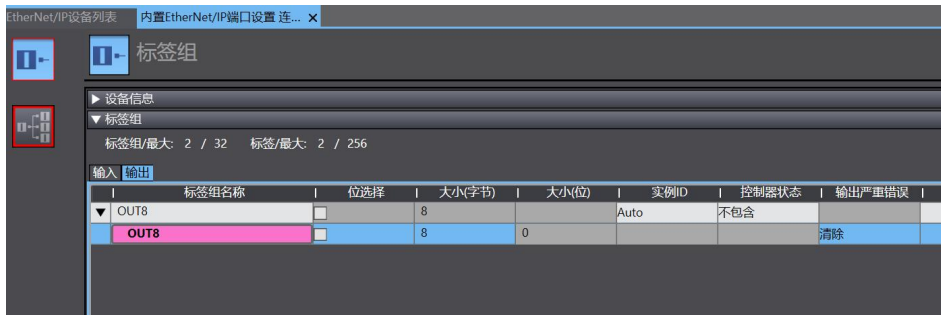 EtherNet/IP设备列表 内置EtherNet/IP端口设置 连... ×
标签组
▶ 设备信息
▼ 标签组
标签组/最大: 2 / 32 标签/最大: 2 / 256
输入 输出
标签组名称 位选择 大小(字节) 大小(位) 实例ID 控制器状态 输出严重错误
▼ OUT8 8 Auto 不包含
OUT8 8 0 清除